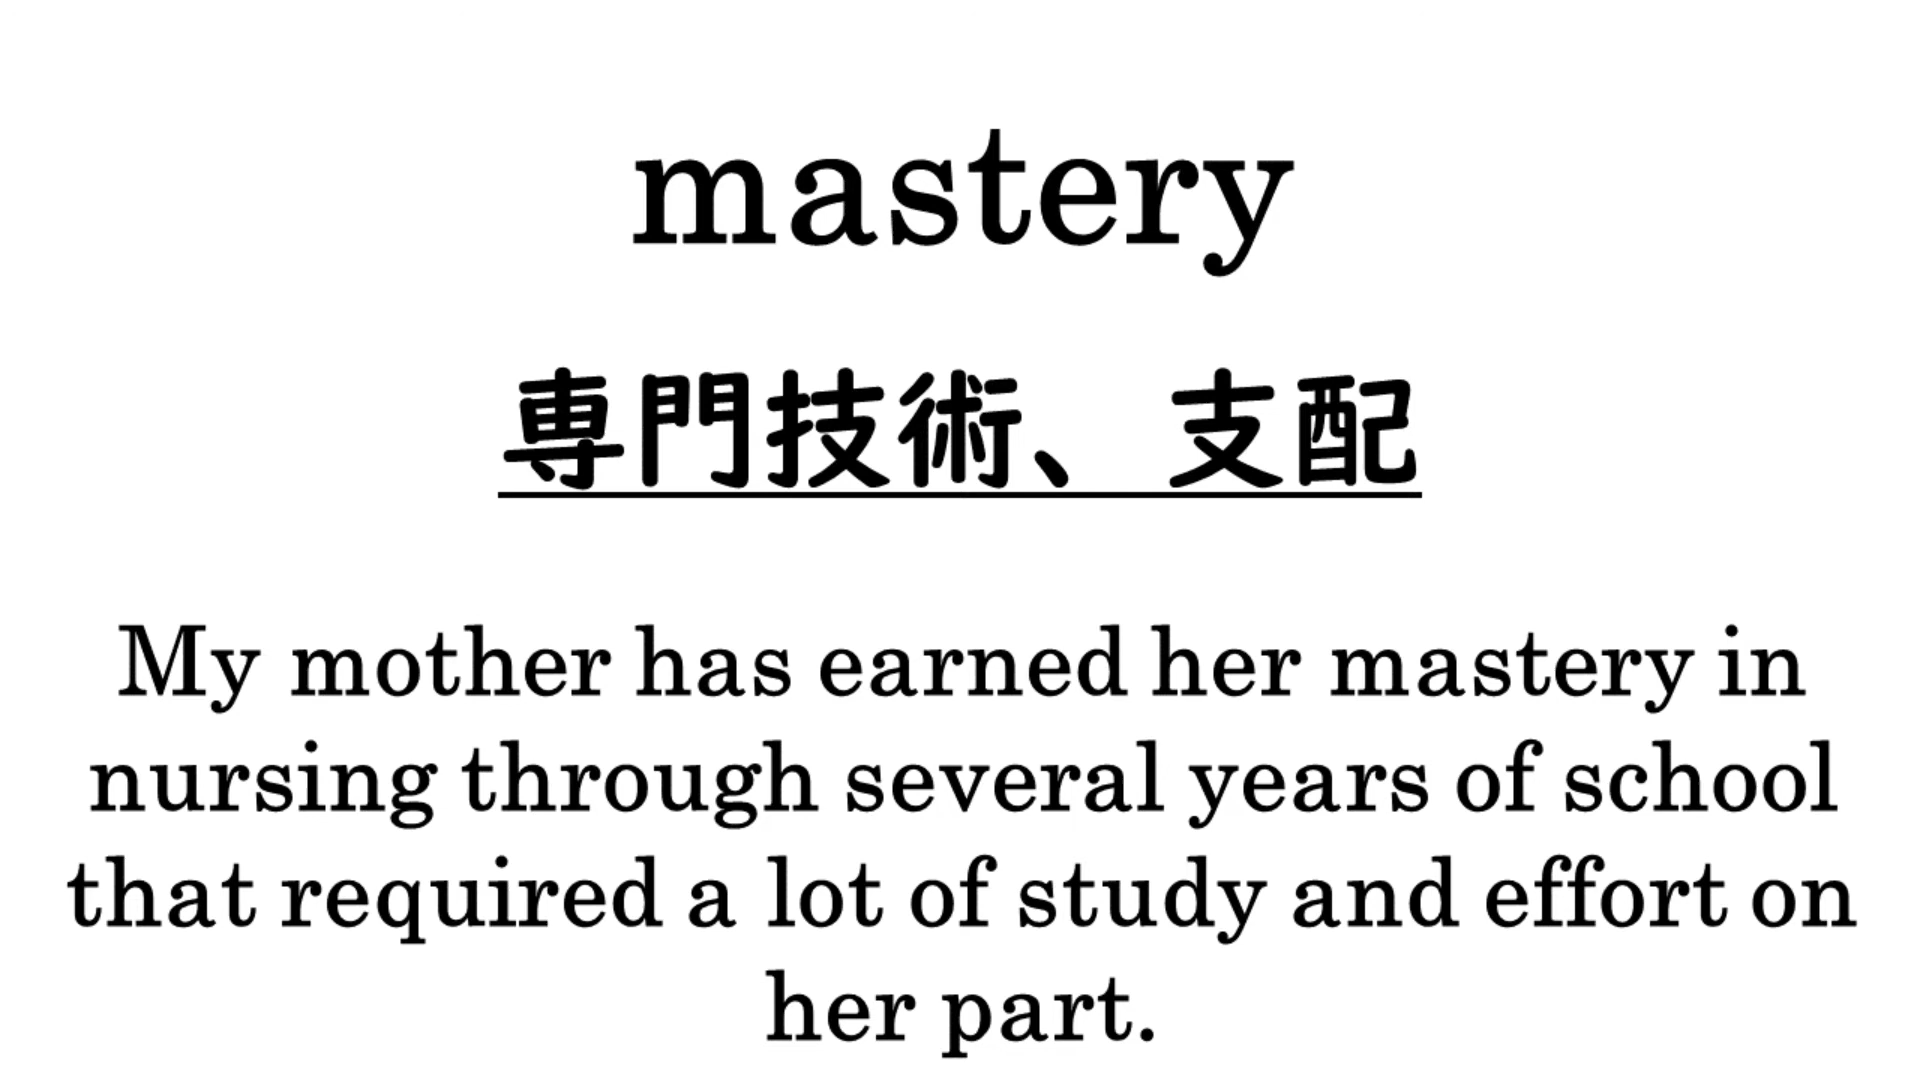 mastery
専門技術、支配
My mother has earned her mastery in
nursing through several years of school
that required a lot of study and effort on
her part.